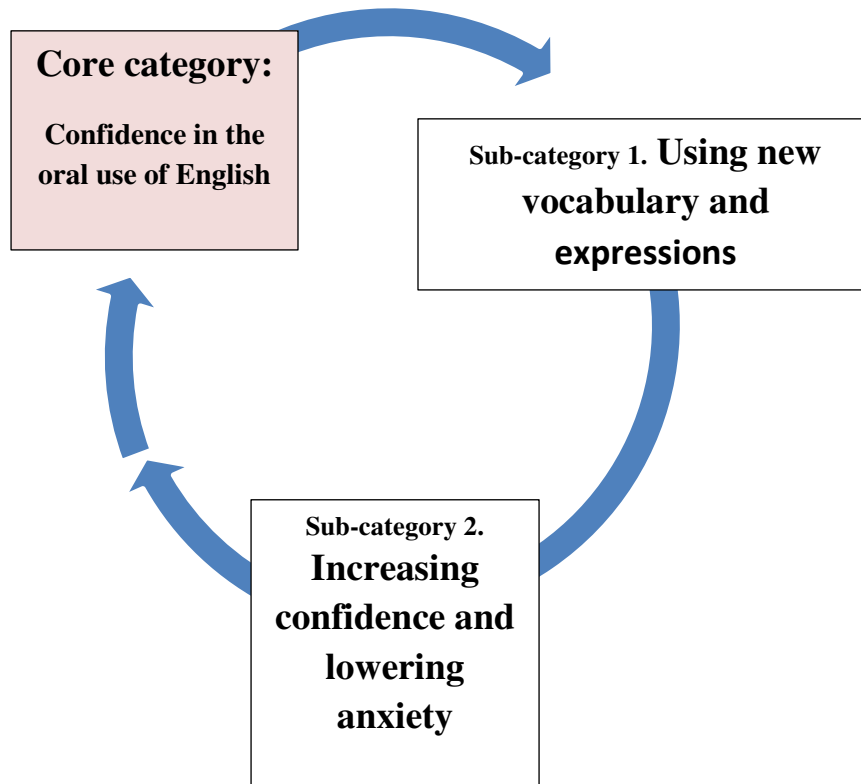 Core category:
Confidence in the
oral use of English
Sub-category 1. Using new
vocabulary and
expressions
Sub-category 2.
Increasing
confidence and
lowering
anxiety